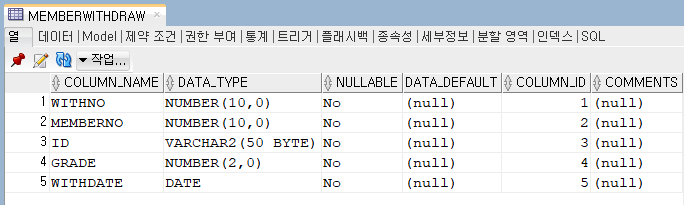 MEMBERWITHDRAW
열 데이터 | Model | 제약 조건 | 권한 부여 | 통계 | 트리거 | 플래시백 | 종속성 | 세부정보 | 분할 영역 | 인덱스 | SQL
작업...
COLUMN_NAME DATA_TYPE NULLABLE DATA_DEFAULT COLUMN_ID COMMENTS
1 WITHNO NUMBER(10,0) No (null) 1 (null)
2 MEMBERNO NUMBER(10,0) No (null) 2 (null)
3 ID VARCHAR2(50 BYTE) No (null) 3 (null)
4 GRADE NUMBER(2,0) No (null) 4 (null)
5 WITHDATE DATE No (null) 5 (null)